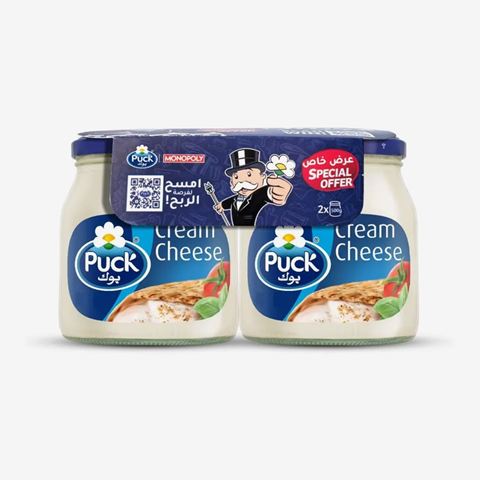 Puck
بوك
MONOPOLY
امسح
لفرصة
الربح!
عرض خاص
SPECIAL
OFFER
2x
500g
Cream
Cheese
Puck
بوك
Cream
Cheese
Puck
بوك